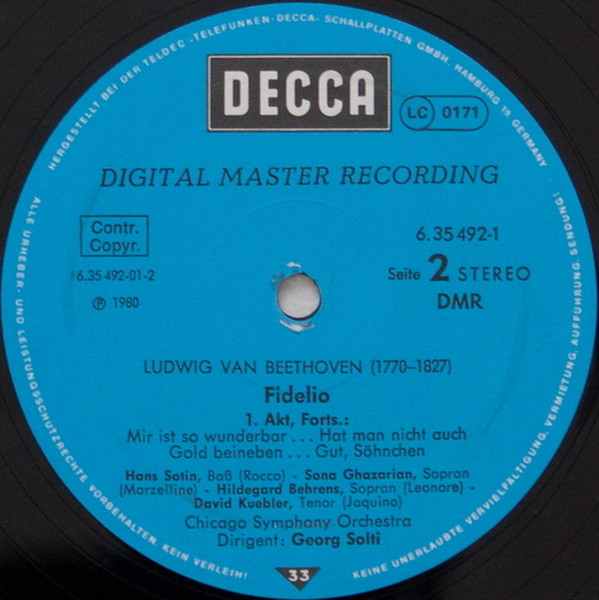 HERGESTELLT BEI DER TELDEC »TELEFUNKEN-DECCA« SCHALLPLATTEN GMBH. HAMBURG 19, GERMANY
DECCA
LC 0171
DIGITAL MASTER RECORDING
Contr.
Copyr.
6.35 492-1
6.35 492-01-2
Seite 2 STEREO
℗ 1980
DMR
LUDWIG VAN BEETHOVEN (1770–1827)
Fidelio
1. Akt, Forts.:
Mir ist so wunderbar . . . Hat man nicht auch
Gold beineben . . . Gut, Söhnchen
Hans Sotin, Baß (Rocco) - Sona Ghazarian, Sopran
(Marzelline) - Hildegard Behrens, Sopran (Leonore) -
David Kuebler, Tenor (Jaquino)
Chicago Symphony Orchestra
Dirigent: Georg Solti
33
ALLE URHEBER- UND LEISTUNGSSCHUTZRECHTE VORBEHALTEN. KEIN VERLEIH!
KEINE UNERLAUBTE VERVIELFÄLTIGUNG, VERMIETUNG, AUFFÜHRUNG, SENDUNG!